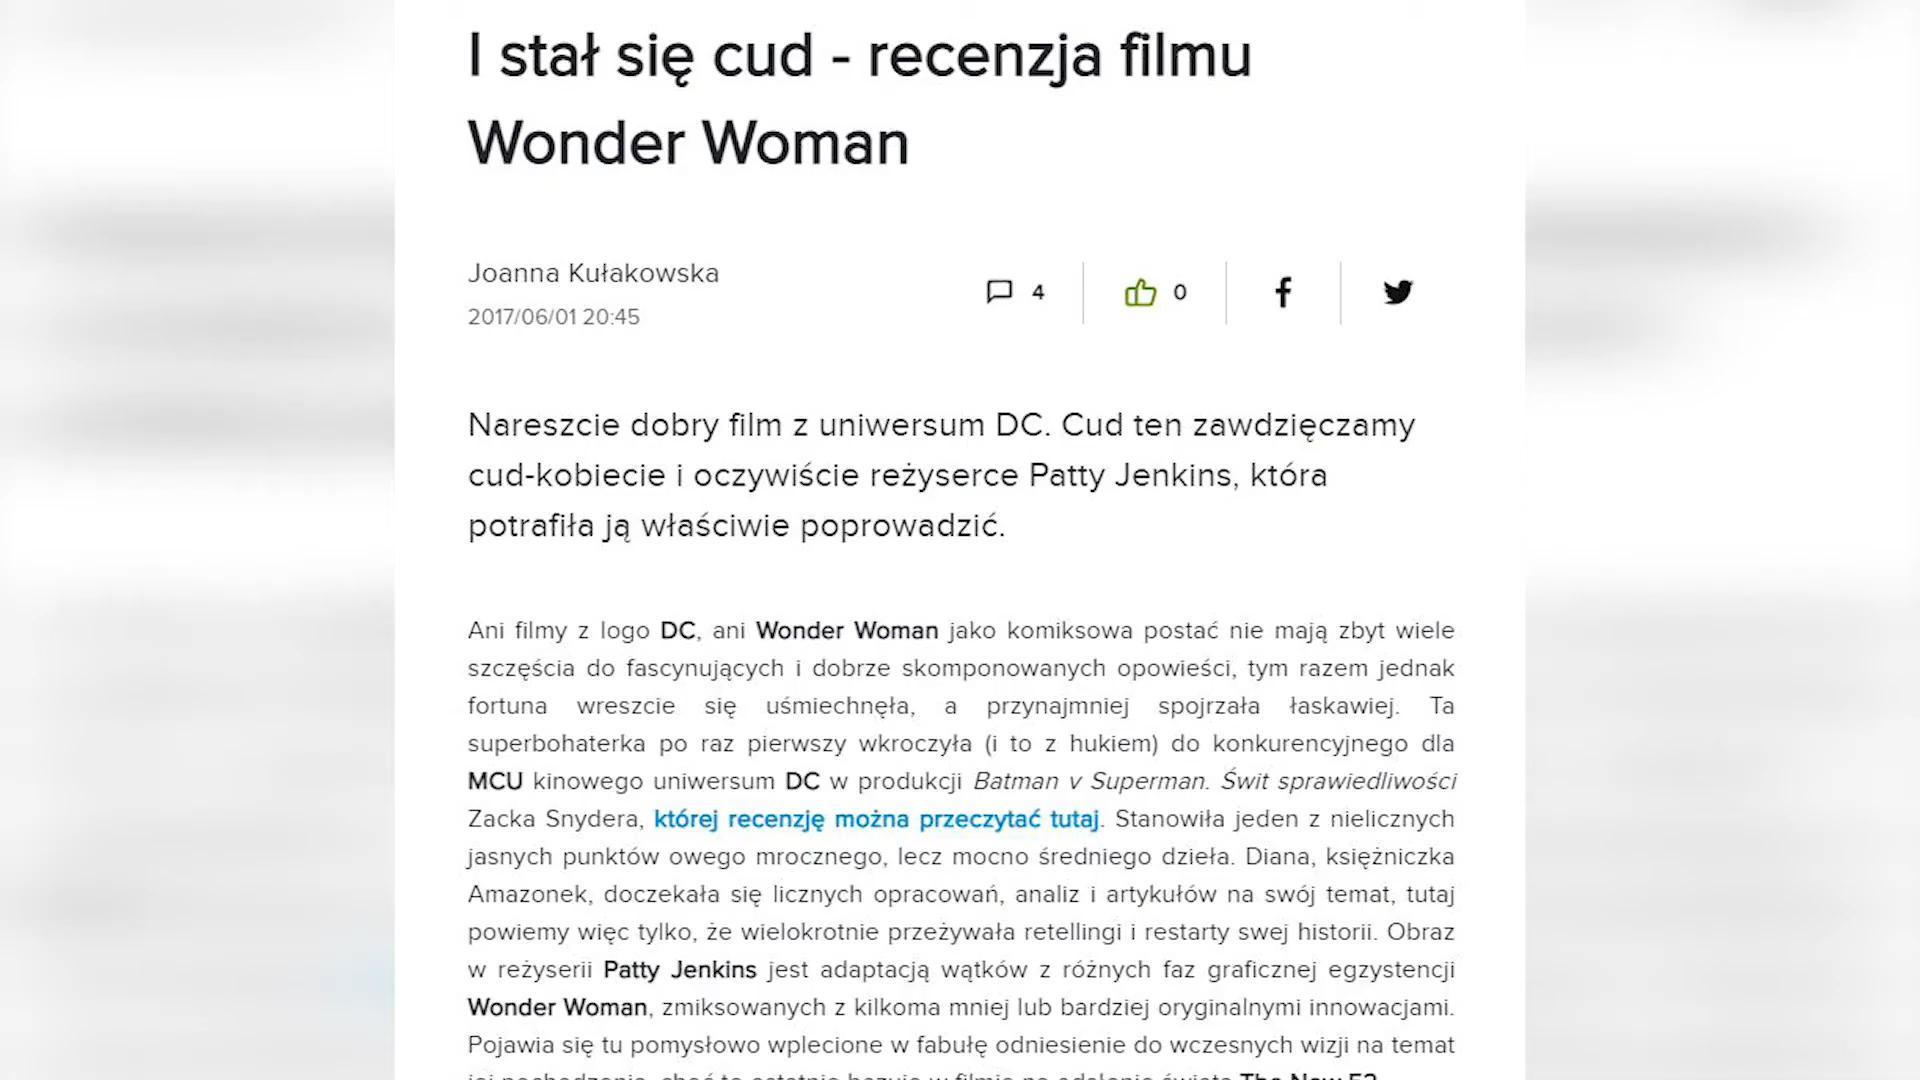 I stał się cud - recenzja filmu
Wonder Woman
Joanna Kułakowska
4
0
2017/06/01 20:45
Nareszcie dobry film z uniwersum DC. Cud ten zawdzięczamy
cud-kobiecie i oczywiście reżyserce Patty Jenkins, która
potrafiła ją właściwie poprowadzić.
Ani filmy z logo DC, ani Wonder Woman jako komiksowa postać nie mają zbyt wiele
szczęścia do fascynujących i dobrze skomponowanych opowieści, tym razem jednak
fortuna wreszcie się uśmiechnęła, a przynajmniej spojrzała łaskawiej. Ta
superbohaterka po raz pierwszy wkroczyła (i to z hukiem) do konkurencyjnego dla
MCU kinowego uniwersum DC w produkcji Batman v Superman. Świt sprawiedliwości
Zacka Snydera, której recenzję można przeczytać tutaj. Stanowiła jeden z nielicznych
jasnych punktów owego mrocznego, lecz mocno średniego dzieła. Diana, księżniczka
Amazonek, doczekała się licznych opracowań, analiz i artykułów na swój temat, tutaj
powiemy więc tylko, że wielokrotnie przeżywała retellingi i restarty swej historii. Obraz
w reżyserii Patty Jenkins jest adaptacją wątków z różnych faz graficznej egzystencji
Wonder Woman, zmiksowanych z kilkoma mniej lub bardziej oryginalnymi innowacjami.
Pojawia się tu pomysłowo wplecione w fabułę odniesienie do wczesnych wizji na temat